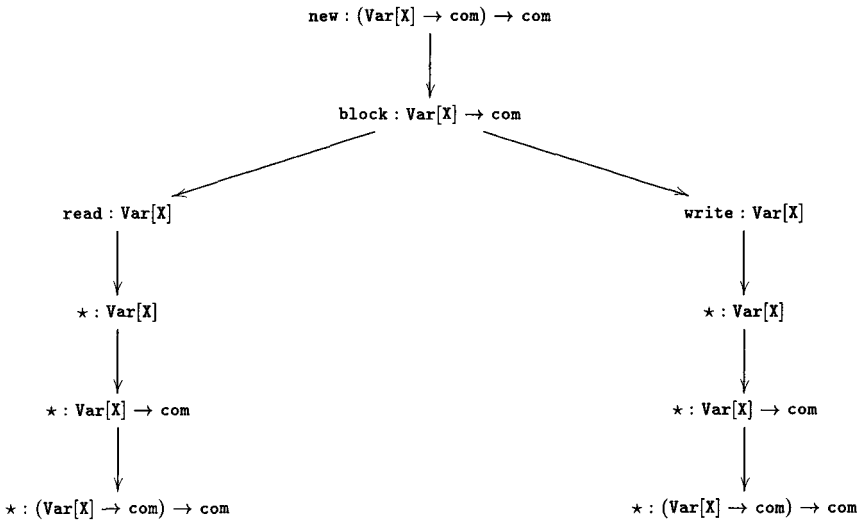 new : (Var[X] → com) → com
block : Var[X] → com
read : Var[X]
write : Var[X]
⋆ : Var[X]
⋆ : Var[X]
⋆ : Var[X] → com
⋆ : Var[X] → com
⋆ : (Var[X] → com) → com
⋆ : (Var[X] → com) → com